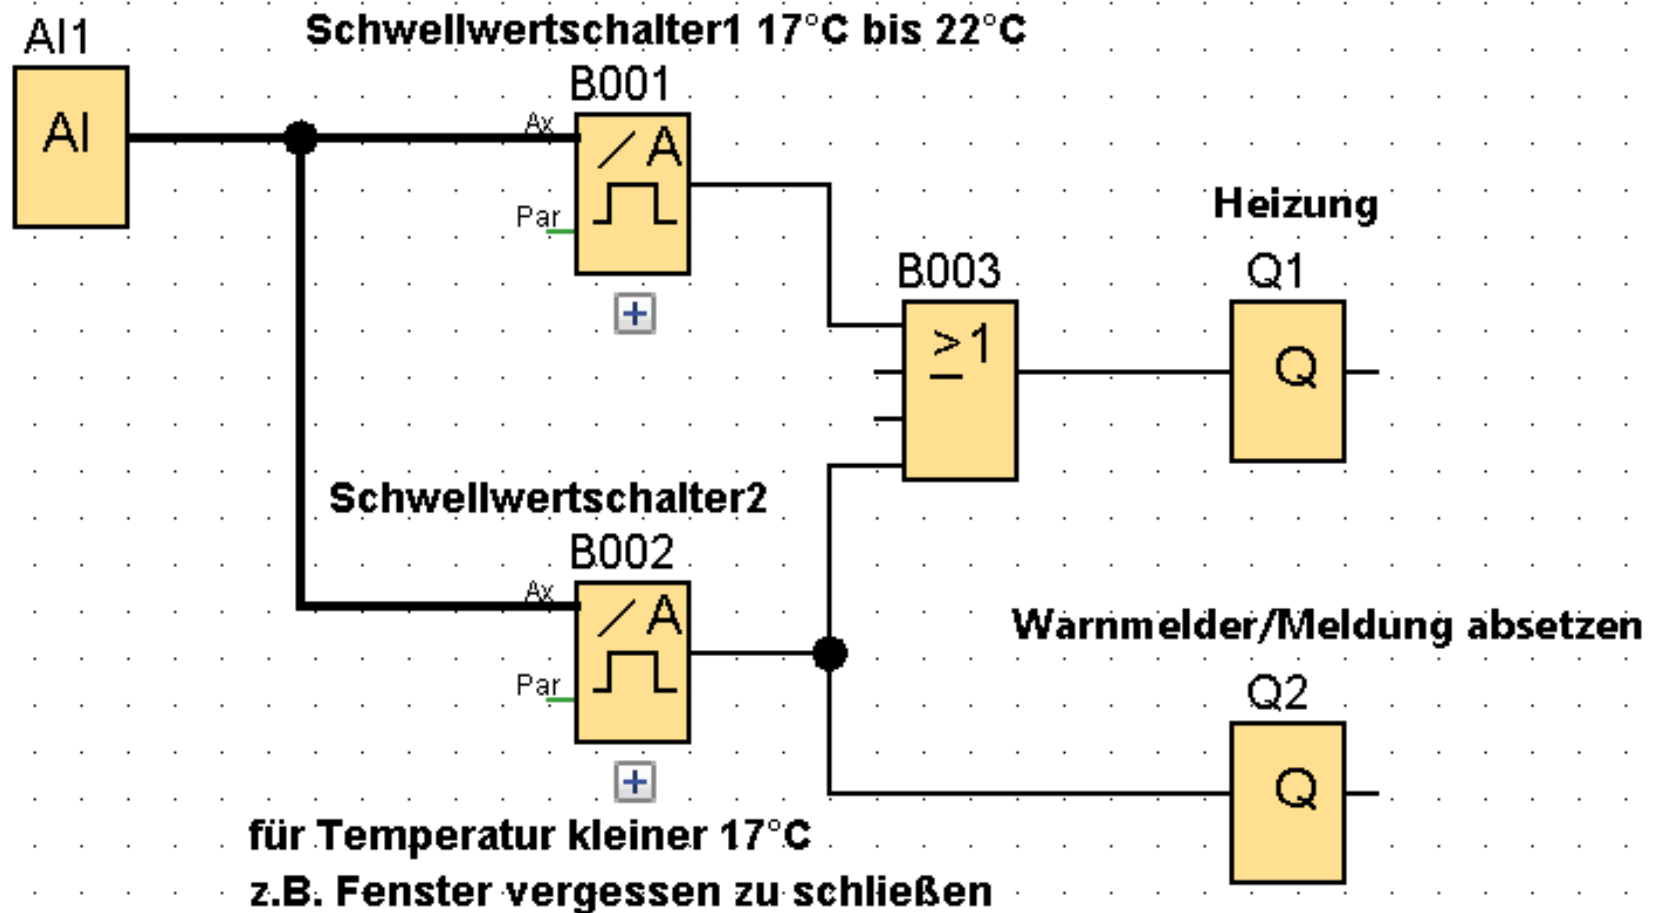 AI1
Schwellwertschalter1 17°C bis 22°C
B001
AI
Ax
A
Par
Heizung
B003
Q1
≥1
Q
Schwellwertschalter2
B002
Ax
A
Warnmelder/Meldung absetzen
Par
Q2
Q
für Temperatur kleiner 17°C
z.B. Fenster vergessen zu schließen